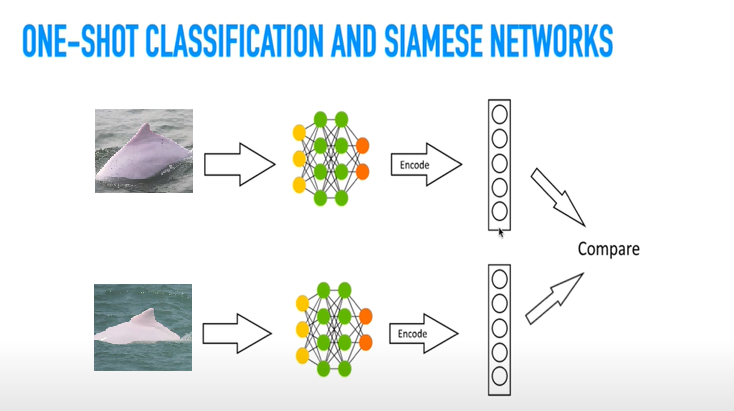 ONE-SHOT CLASSIFICATION AND SIAMESE NETWORKS
Encode
Compare
Encode